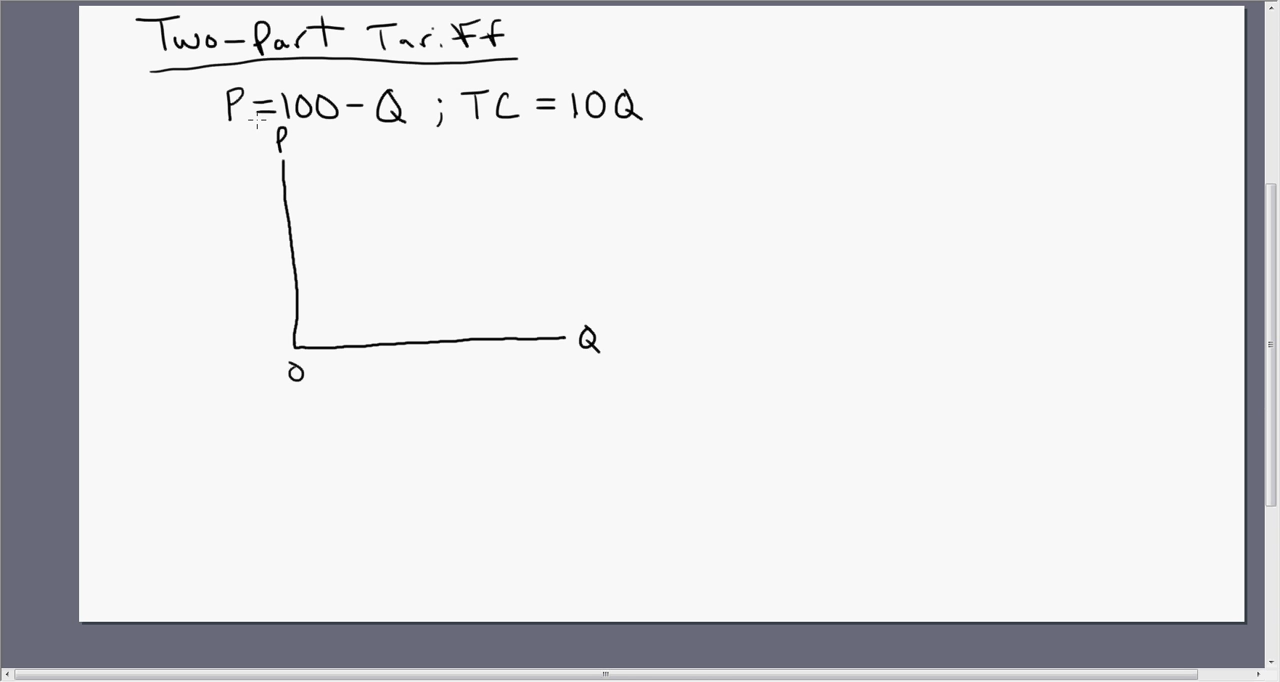 Two-Part Tariff
P=100-Q ; TC = 10Q
P
Q
0